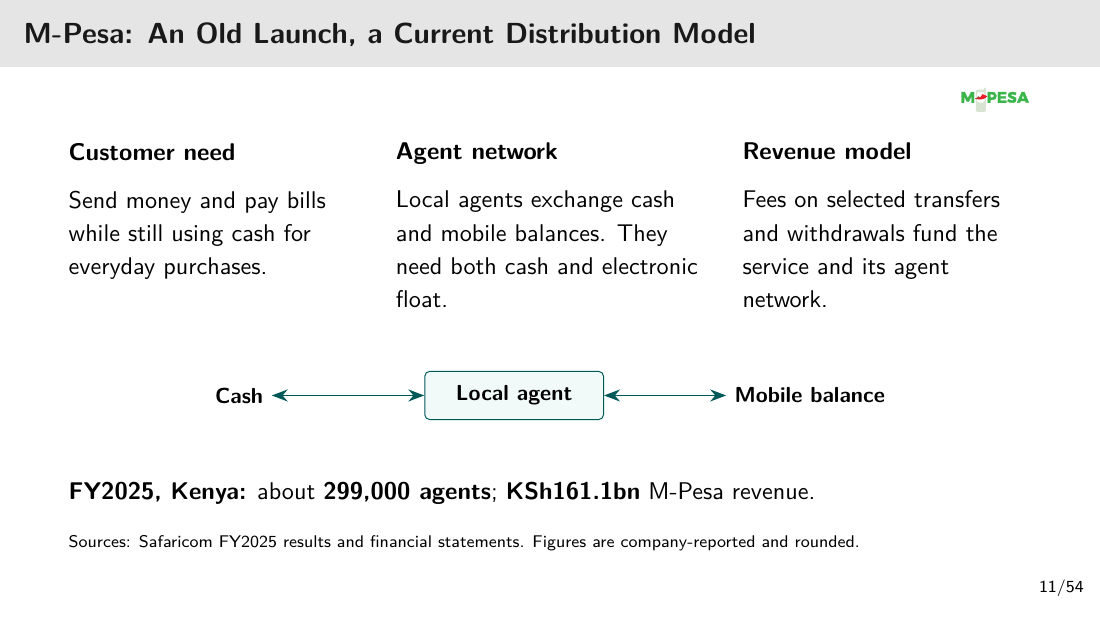 M-Pesa: An Old Launch, a Current Distribution Model
M-PESA
Customer need
Send money and pay bills
while still using cash for
everyday purchases.
Agent network
Local agents exchange cash
and mobile balances. They
need both cash and electronic
float.
Revenue model
Fees on selected transfers
and withdrawals fund the
service and its agent
network.
Cash
Local agent
Mobile balance
FY2025, Kenya: about 299,000 agents; KSh161.1bn M-Pesa revenue.
Sources: Safaricom FY2025 results and financial statements. Figures are company-reported and rounded.
11/54